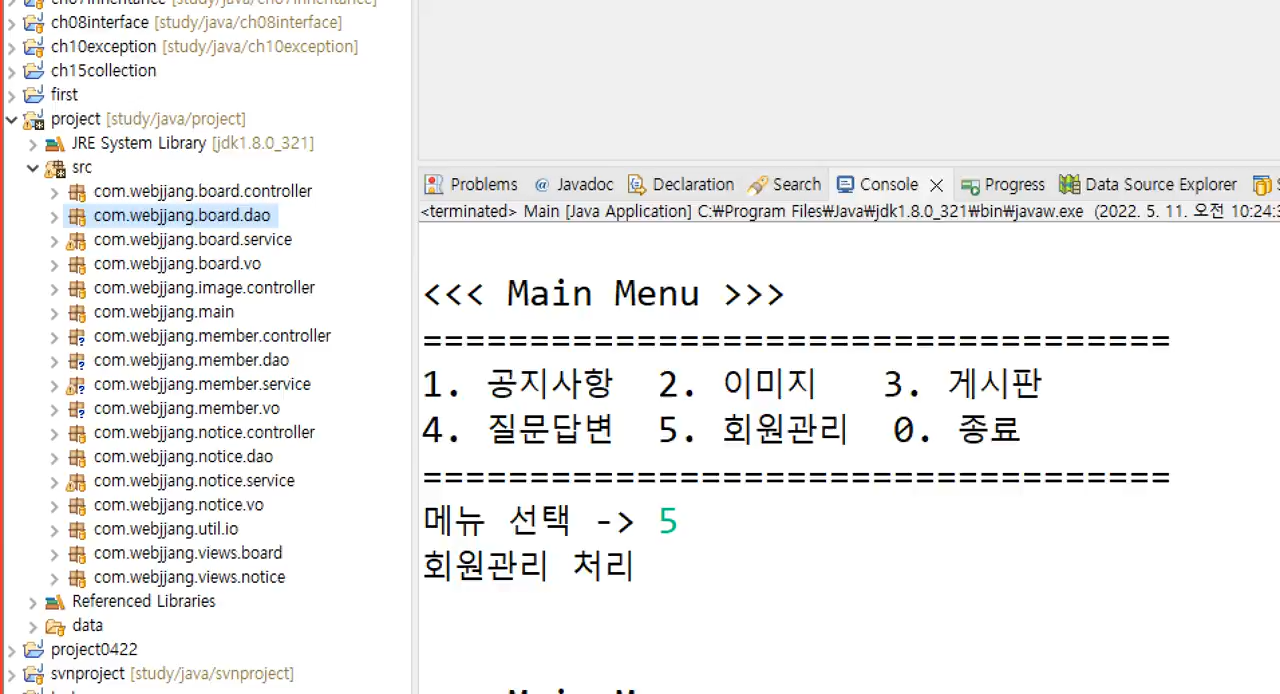 ch07inheritance [study/java/ch07inheritance]
ch08interface [study/java/ch08interface]
ch10exception [study/java/ch10exception]
ch15collection
first
project [study/java/project]
JRE System Library [jdk1.8.0_321]
src
com.webjjang.board.controller
com.webjjang.board.dao
com.webjjang.board.service
com.webjjang.board.vo
com.webjjang.image.controller
com.webjjang.main
com.webjjang.member.controller
com.webjjang.member.dao
com.webjjang.member.service
com.webjjang.member.vo
com.webjjang.notice.controller
com.webjjang.notice.dao
com.webjjang.notice.service
com.webjjang.notice.vo
com.webjjang.util.io
com.webjjang.views.board
com.webjjang.views.notice
Referenced Libraries
data
project0422
svnproject [study/java/svnproject]
Problems @ Javadoc Declaration Search Console Progress Data Source Explorer
<terminated> Main [Java Application] C:₩Program Files₩Java₩jdk1.8.0_321₩bin₩javaw.exe (2022. 5. 11. 오전 10:24:3
<<< Main Menu >>>
===================================
1. 공지사항 2. 이미지 3. 게시판
4. 질문답변 5. 회원관리 0. 종료
===================================
메뉴 선택 -> 5
회원관리 처리